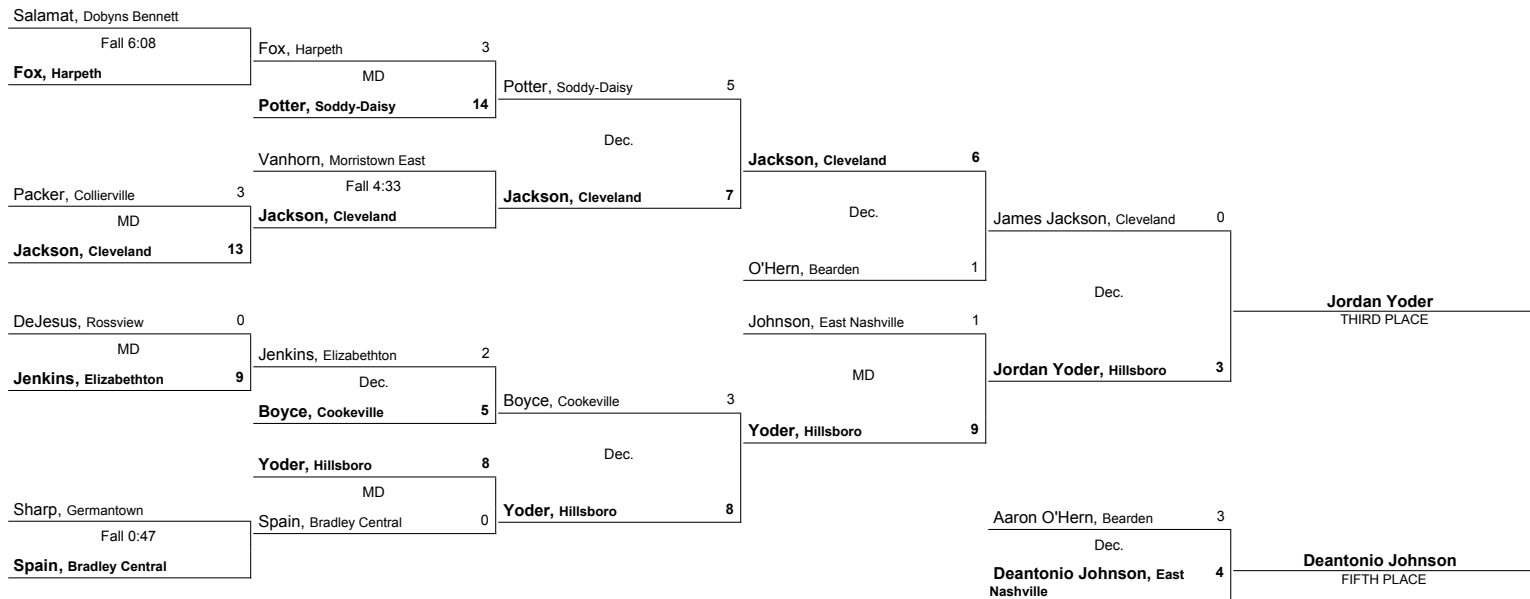 Salamat, Dobyns Bennett
Fall 6:08
Fox, Harpeth
Packer, Collierville 3
MD
Jackson, Cleveland 13
DeJesus, Rossview 0
MD
Jenkins, Elizabethton 9
Sharp, Germantown
Fall 0:47
Spain, Bradley Central
Fox, Harpeth 3
MD
Potter, Soddy-Daisy 14
Vanhorn, Morristown East
Fall 4:33
Jackson, Cleveland
Jenkins, Elizabethton 2
Dec.
Boyce, Cookeville 5
Yoder, Hillsboro 8
MD
Spain, Bradley Central 0
Potter, Soddy-Daisy 5
Dec.
Jackson, Cleveland 7
Boyce, Cookeville 3
Dec.
Yoder, Hillsboro 8
Jackson, Cleveland 6
Dec.
O'Hern, Bearden 1
Johnson, East Nashville 1
MD
Yoder, Hillsboro 9
James Jackson, Cleveland 0
Dec.
Jordan Yoder, Hillsboro 3
Jordan Yoder
THIRD PLACE
Aaron O'Hern, Bearden 3
Dec.
Deantonio Johnson, East 4
Nashville
Deantonio Johnson
FIFTH PLACE